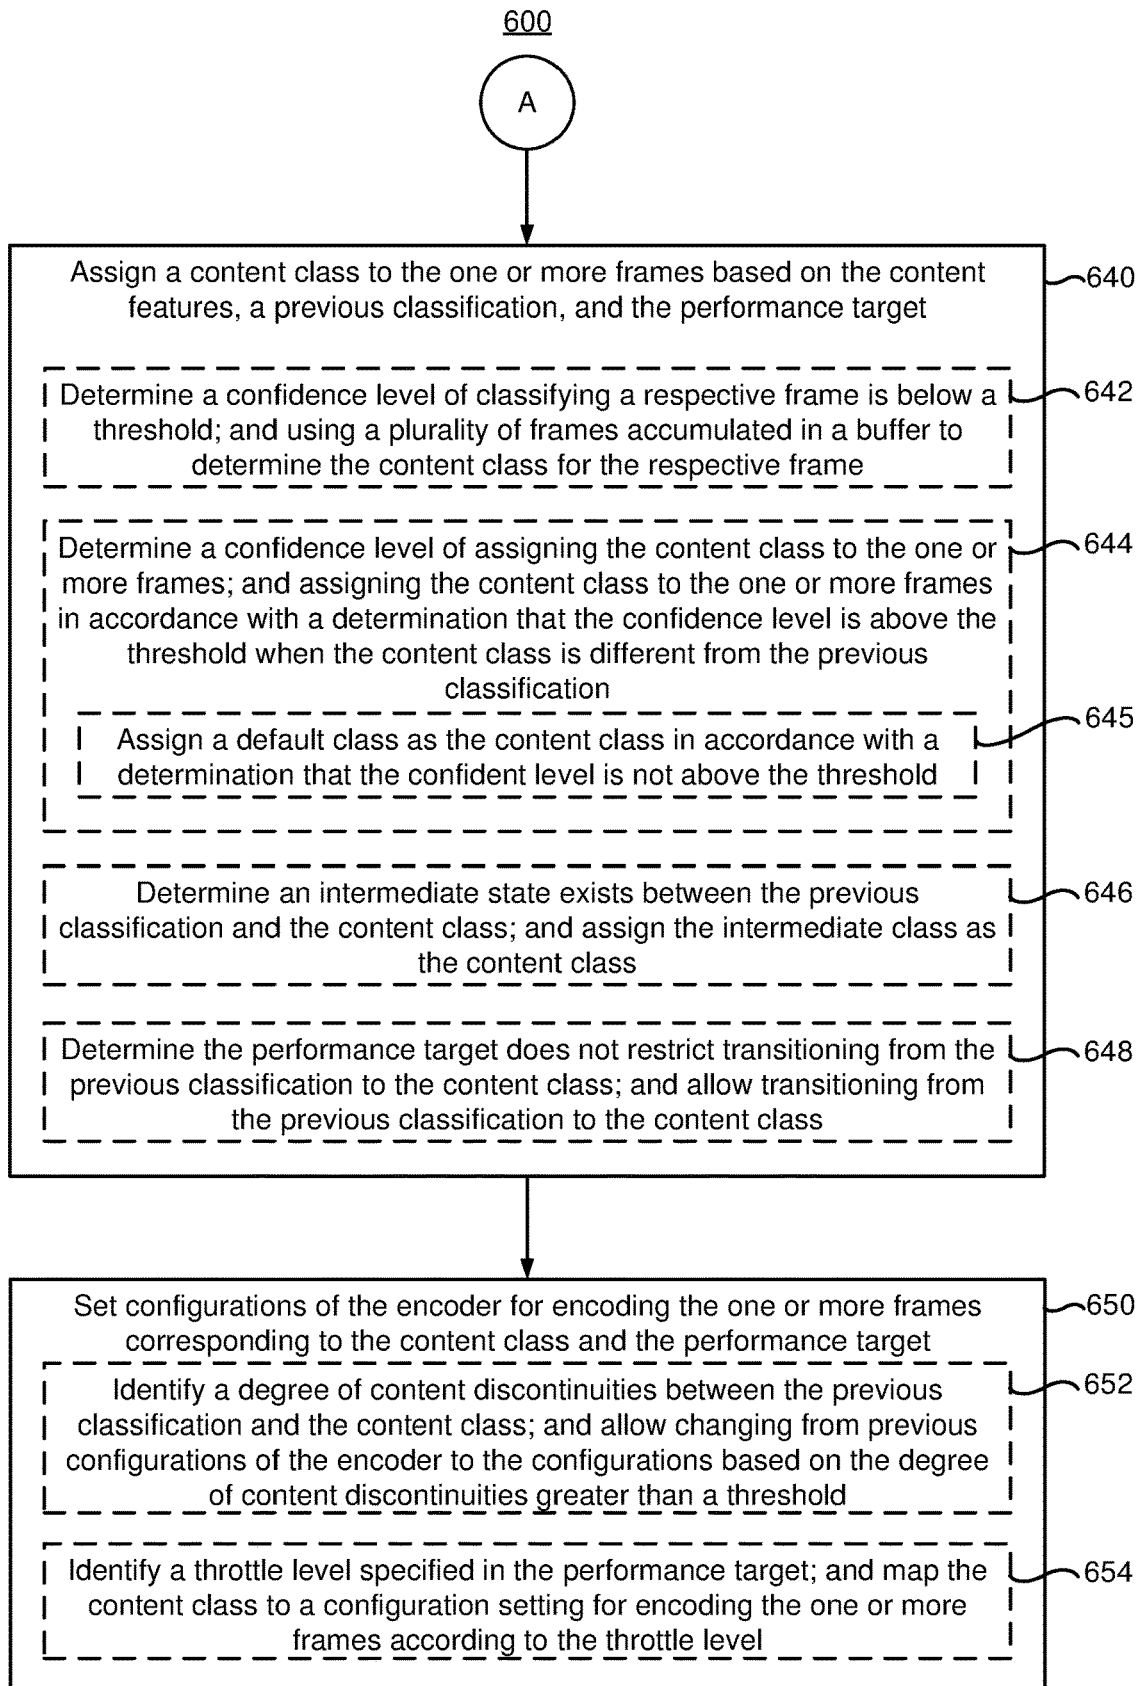 600
A
Assign a content class to the one or more frames based on the content
features, a previous classification, and the performance target
640
Determine a confidence level of classifying a respective frame is below a
threshold; and using a plurality of frames accumulated in a buffer to
determine the content class for the respective frame
642
Determine a confidence level of assigning the content class to the one or
more frames; and assigning the content class to the one or more frames
in accordance with a determination that the confidence level is above the
threshold when the content class is different from the previous
classification
644
Assign a default class as the content class in accordance with a
determination that the confident level is not above the threshold
645
Determine an intermediate state exists between the previous
classification and the content class; and assign the intermediate class as
the content class
646
Determine the performance target does not restrict transitioning from the
previous classification to the content class; and allow transitioning from
the previous classification to the content class
648
Set configurations of the encoder for encoding the one or more frames
corresponding to the content class and the performance target
650
Identify a degree of content discontinuities between the previous
classification and the content class; and allow changing from previous
configurations of the encoder to the configurations based on the degree
of content discontinuities greater than a threshold
652
Identify a throttle level specified in the performance target; and map the
content class to a configuration setting for encoding the one or more
frames according to the throttle level
654